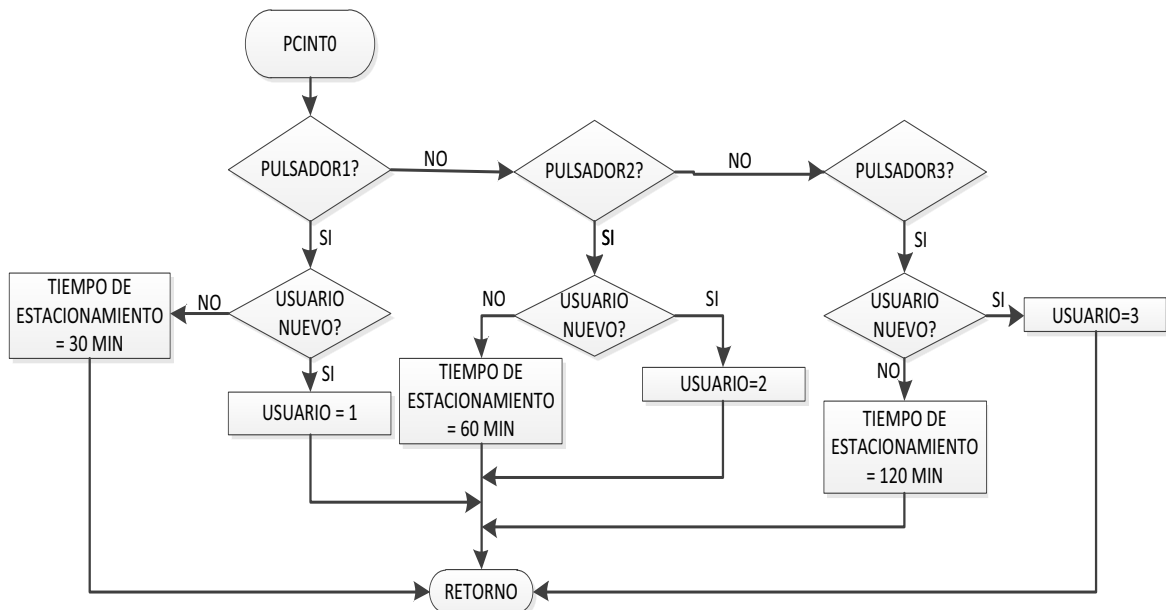 PCINT0
PULSADOR1?
NO
PULSADOR2?
NO
PULSADOR3?
SI
SI
SI
TIEMPO DE
ESTACIONAMIENTO
= 30 MIN
NO
USUARIO
NUEVO?
NO
USUARIO
NUEVO?
SI
USUARIO
NUEVO?
SI
USUARIO=3
SI
USUARIO = 1
TIEMPO DE
ESTACIONAMIENTO
= 60 MIN
USUARIO=2
NO
TIEMPO DE
ESTACIONAMIENTO
= 120 MIN
RETORNO